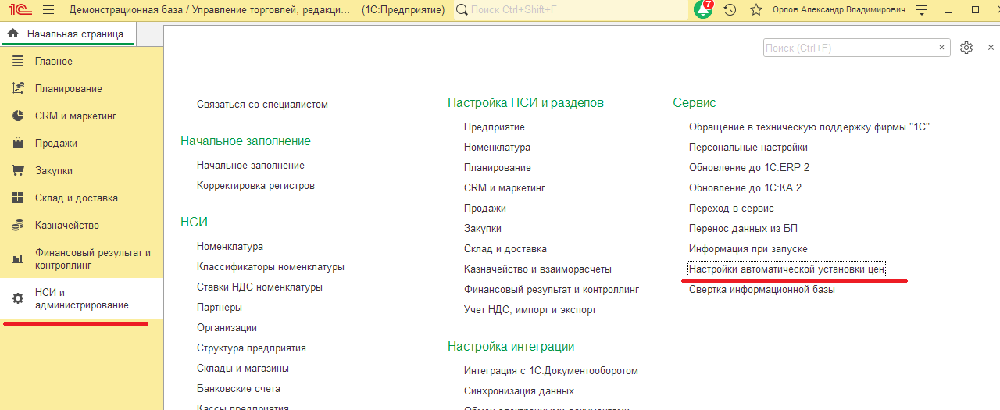 1С Демонстрационная база / Управление торговлей, редакци... (1С:Предприятие) Поиск Ctrl+Shift+F 7 Орлов Александр Владимирович
Начальная страница
Главное
Планирование
CRM и маркетинг
Продажи
Закупки
Склад и доставка
Казначейство
Финансовый результат и
контроллинг
НСИ и
администрирование
Поиск (Ctrl+F)
Связаться со специалистом
Начальное заполнение
Начальное заполнение
Корректировка регистров
НСИ
Номенклатура
Классификаторы номенклатуры
Ставки НДС номенклатуры
Партнеры
Организации
Структура предприятия
Склады и магазины
Банковские счета
Кассы предприятия
Настройка НСИ и разделов
Предприятие
Номенклатура
Планирование
CRM и маркетинг
Продажи
Закупки
Склад и доставка
Казначейство и взаиморасчеты
Финансовый результат и контроллинг
Учет НДС, импорт и экспорт
Настройка интеграции
Интеграция с 1С:Документооборотом
Синхронизация данных
Обмен электронными документами
Сервис
Обращение в техническую поддержку фирмы "1С"
Персональные настройки
Обновление до 1С:ERP 2
Обновление до 1С:КА 2
Переход в сервис
Перенос данных из БП
Информация при запуске
Настройки автоматической установки цен
Свертка информационной базы